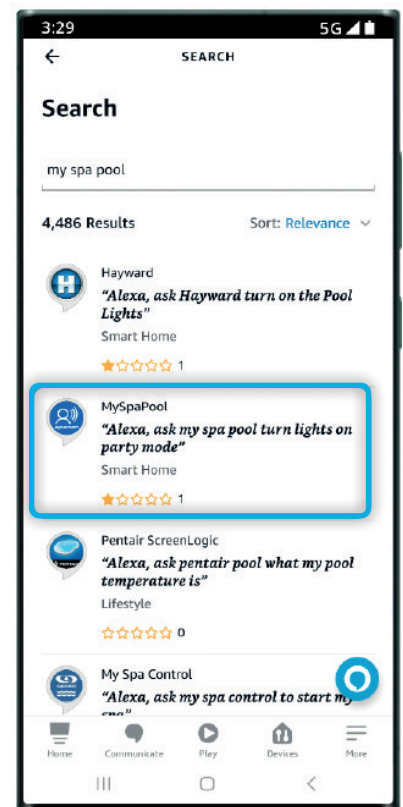 3:29 5G
SEARCH
Search
my spa pool
4,486 Results Sort: Relevance
H
Hayward
“Alexa, ask Hayward turn on the Pool
Lights”
Smart Home
1
MySpaPool
“Alexa, ask my spa pool turn lights on
party mode”
Smart Home
1
Pentair ScreenLogic
“Alexa, ask pentair pool what my pool
temperature is”
Lifestyle
0
My Spa Control
“Alexa, ask my spa control to start my
spa”
Home Communicate Play Devices More